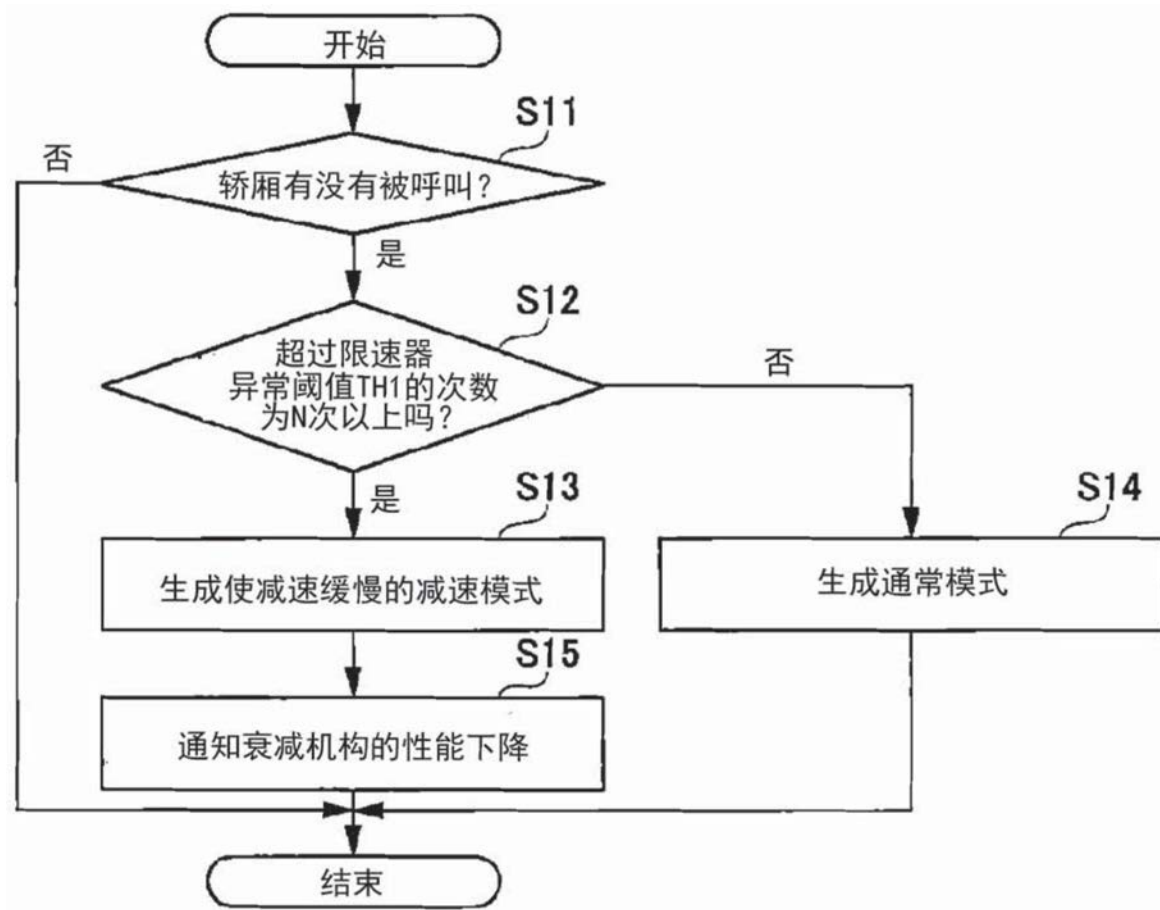 开始
S11
否
轿厢有没有被呼叫?
是
S12
超过限速器
异常阈值TH1的次数
为N次以上吗?
否
是
S13
生成使减速缓慢的减速模式
S14
生成通常模式
S15
通知衰减机构的性能下降
结束